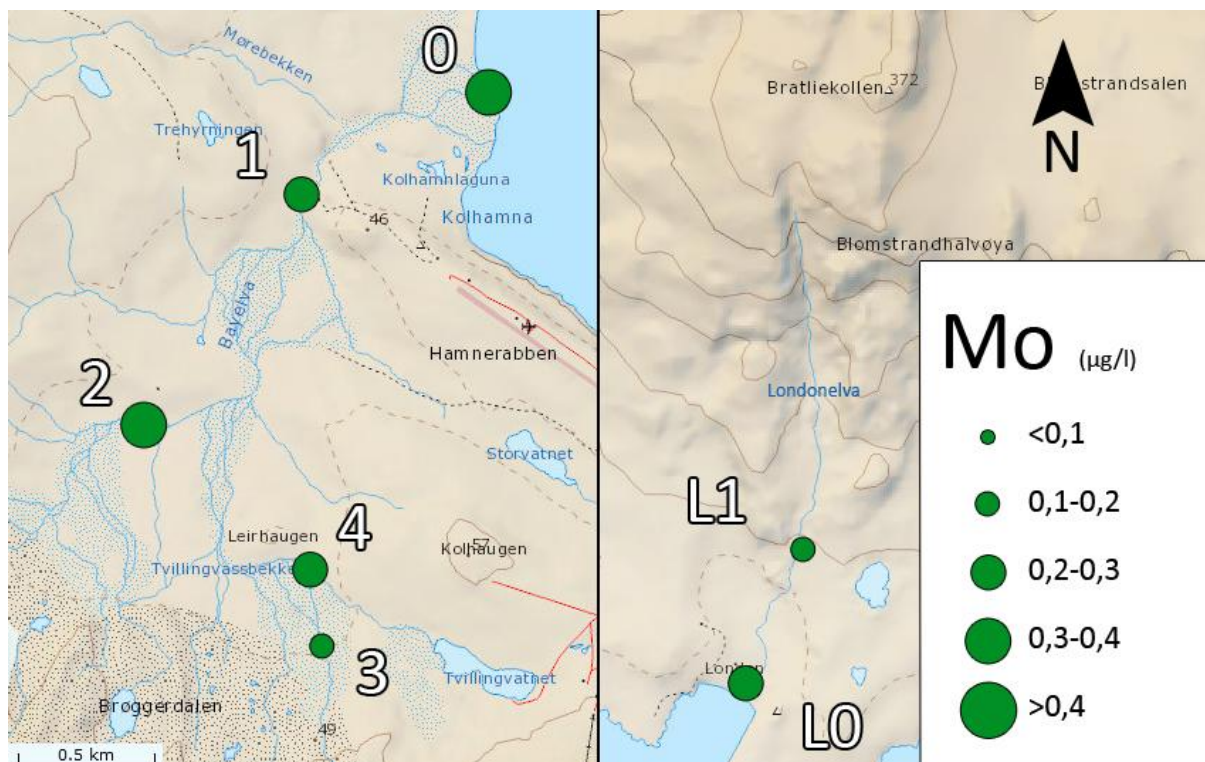 Mørebekken
0
Trehyrningen
1
Kolhamnlaguna
46
Kolhamna
Bayelva
Hamnerabben
2
Storvatnet
Leirhaugen
4
57
Kolhaugen
3
Tvillingvatnet
Brøggerdalen
49
0.5 km
Bratliekollen
372
N
Blomstrandhalvøya
Londonelva
L1
L0
Mo (µg/l)
<0,1
0,1-0,2
0,2-0,3
0,3-0,4
>0,4